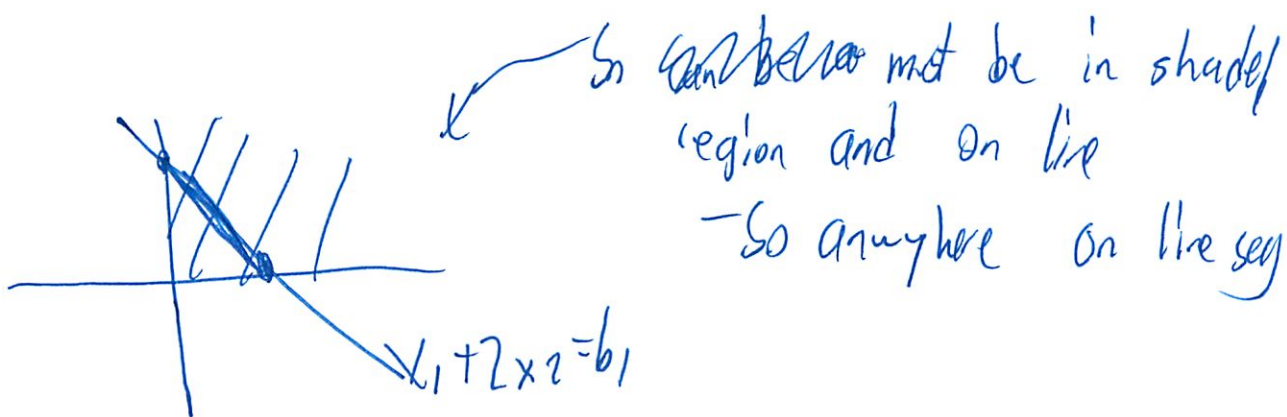 So must be in shaded
region and on line
- So anywhere on line seg
x₁ + 2x₂ = b₁